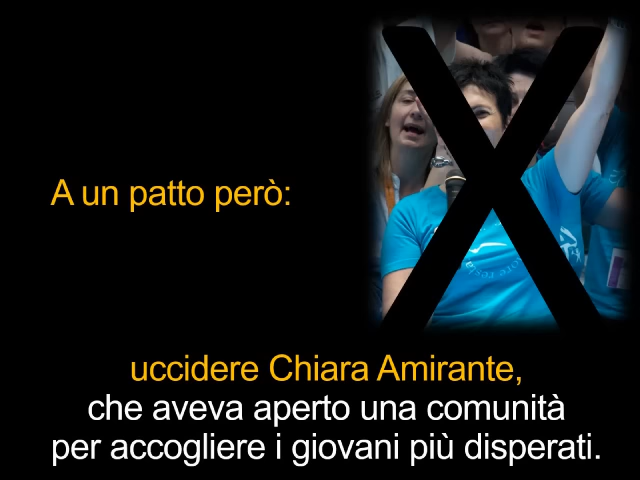 A un patto però:
uccidere Chiara Amirante,
che aveva aperto una comunità
per accogliere i giovani più disperati.